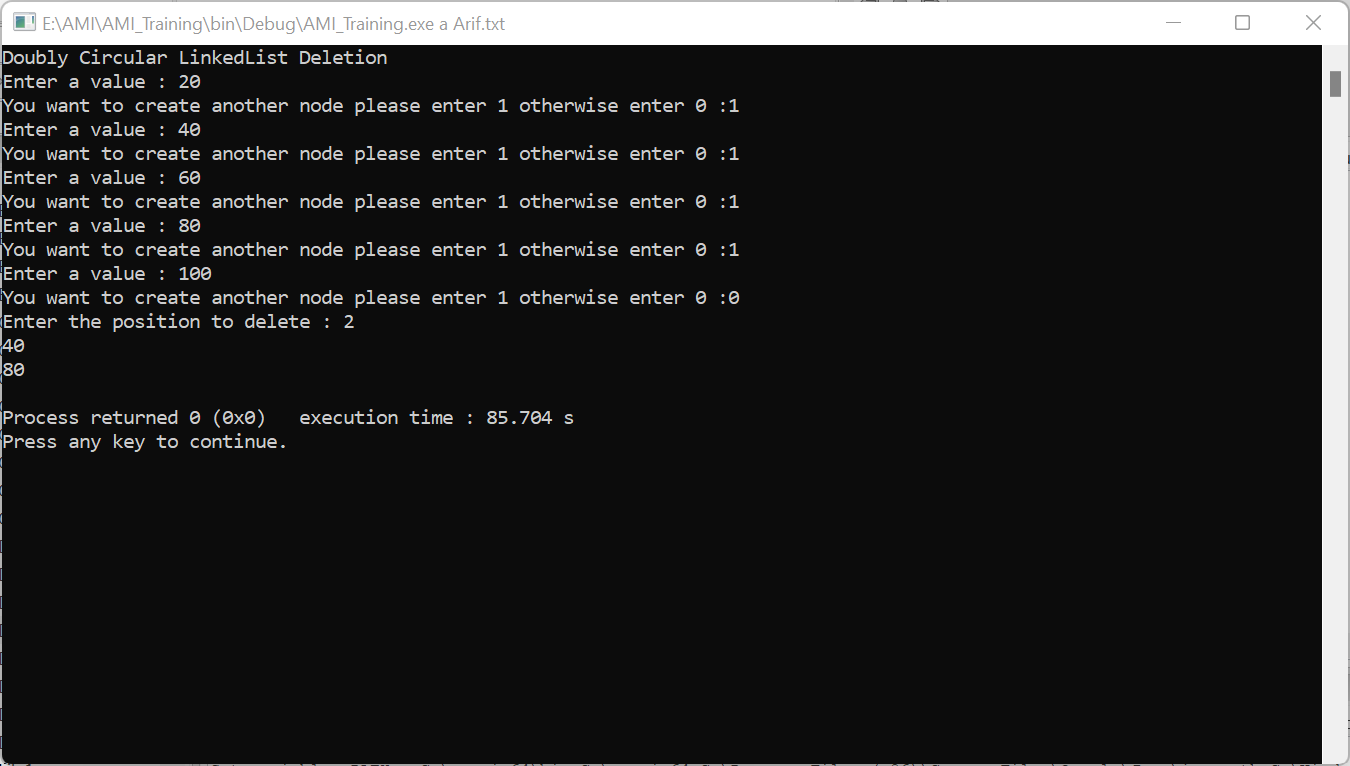 E:\AMI\AMI_Training\bin\Debug\AMI_Training.exe a Arif.txt
Doubly Circular LinkedList Deletion
Enter a value : 20
You want to create another node please enter 1 otherwise enter 0 :1
Enter a value : 40
You want to create another node please enter 1 otherwise enter 0 :1
Enter a value : 60
You want to create another node please enter 1 otherwise enter 0 :1
Enter a value : 80
You want to create another node please enter 1 otherwise enter 0 :1
Enter a value : 100
You want to create another node please enter 1 otherwise enter 0 :0
Enter the position to delete : 2
40
80
Process returned 0 (0x0)   execution time : 85.704 s
Press any key to continue.